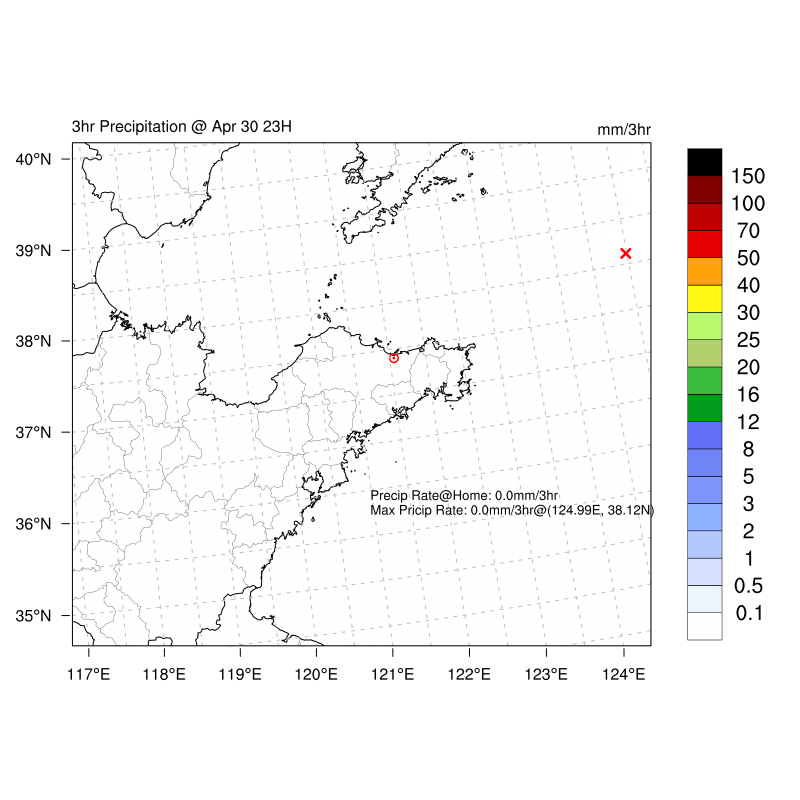 3hr Precipitation @ Apr 30 23H
mm/3hr
40°N
39°N
38°N
37°N
36°N
35°N
117°E
118°E
119°E
120°E
121°E
122°E
123°E
124°E
Precip Rate@Home: 0.0mm/3hr
Max Pricip Rate: 0.0mm/3hr@(124.99E, 38.12N)
150
100
70
50
40
30
25
20
16
12
8
5
3
2
1
0.5
0.1